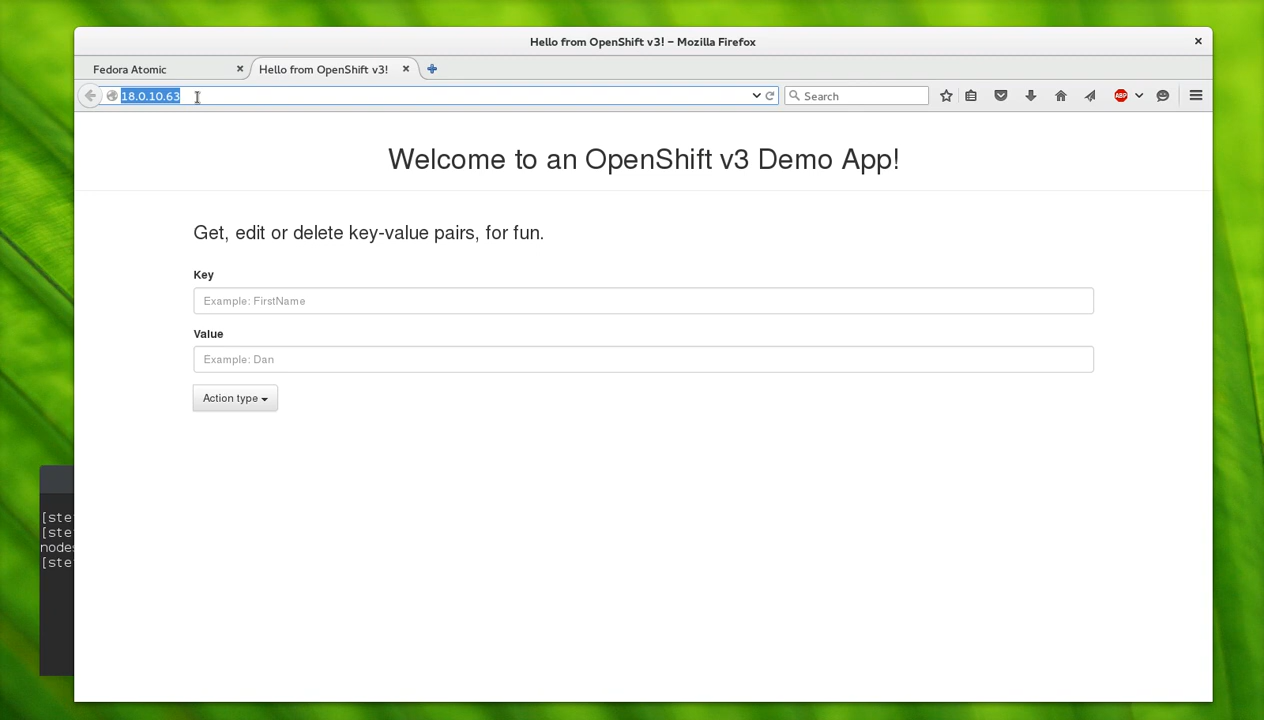 Hello from OpenShift v3! – Mozilla Firefox
Fedora Atomic
Hello from OpenShift v3!
18.0.10.63
Search
ABP
Welcome to an OpenShift v3 Demo App!
Get, edit or delete key-value pairs, for fun.
Key
Example: FirstName
Value
Example: Dan
Action type
[ste
[ste
nodes
[ste